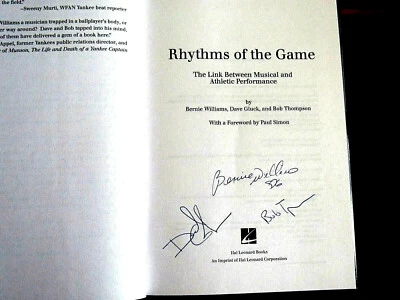 the field."
—Sweeny Murti, WFAN Yankee beat reporter
Williams a musician trapped in a ballplayer's body, or
er way around? Dave and Bob tapped into his mind,
of them have delivered a gem of a book here."
Appel, former Yankees public relations director, and
of Munson, The Life and Death of a Yankee Captain
Rhythms of the Game
The Link Between Musical and
Athletic Performance
by
Bernie Williams, Dave Gluck, and Bob Thompson
With a Foreword by Paul Simon
Bernie Williams
Hal Leonard Books
An Imprint of Hal Leonard Corporation